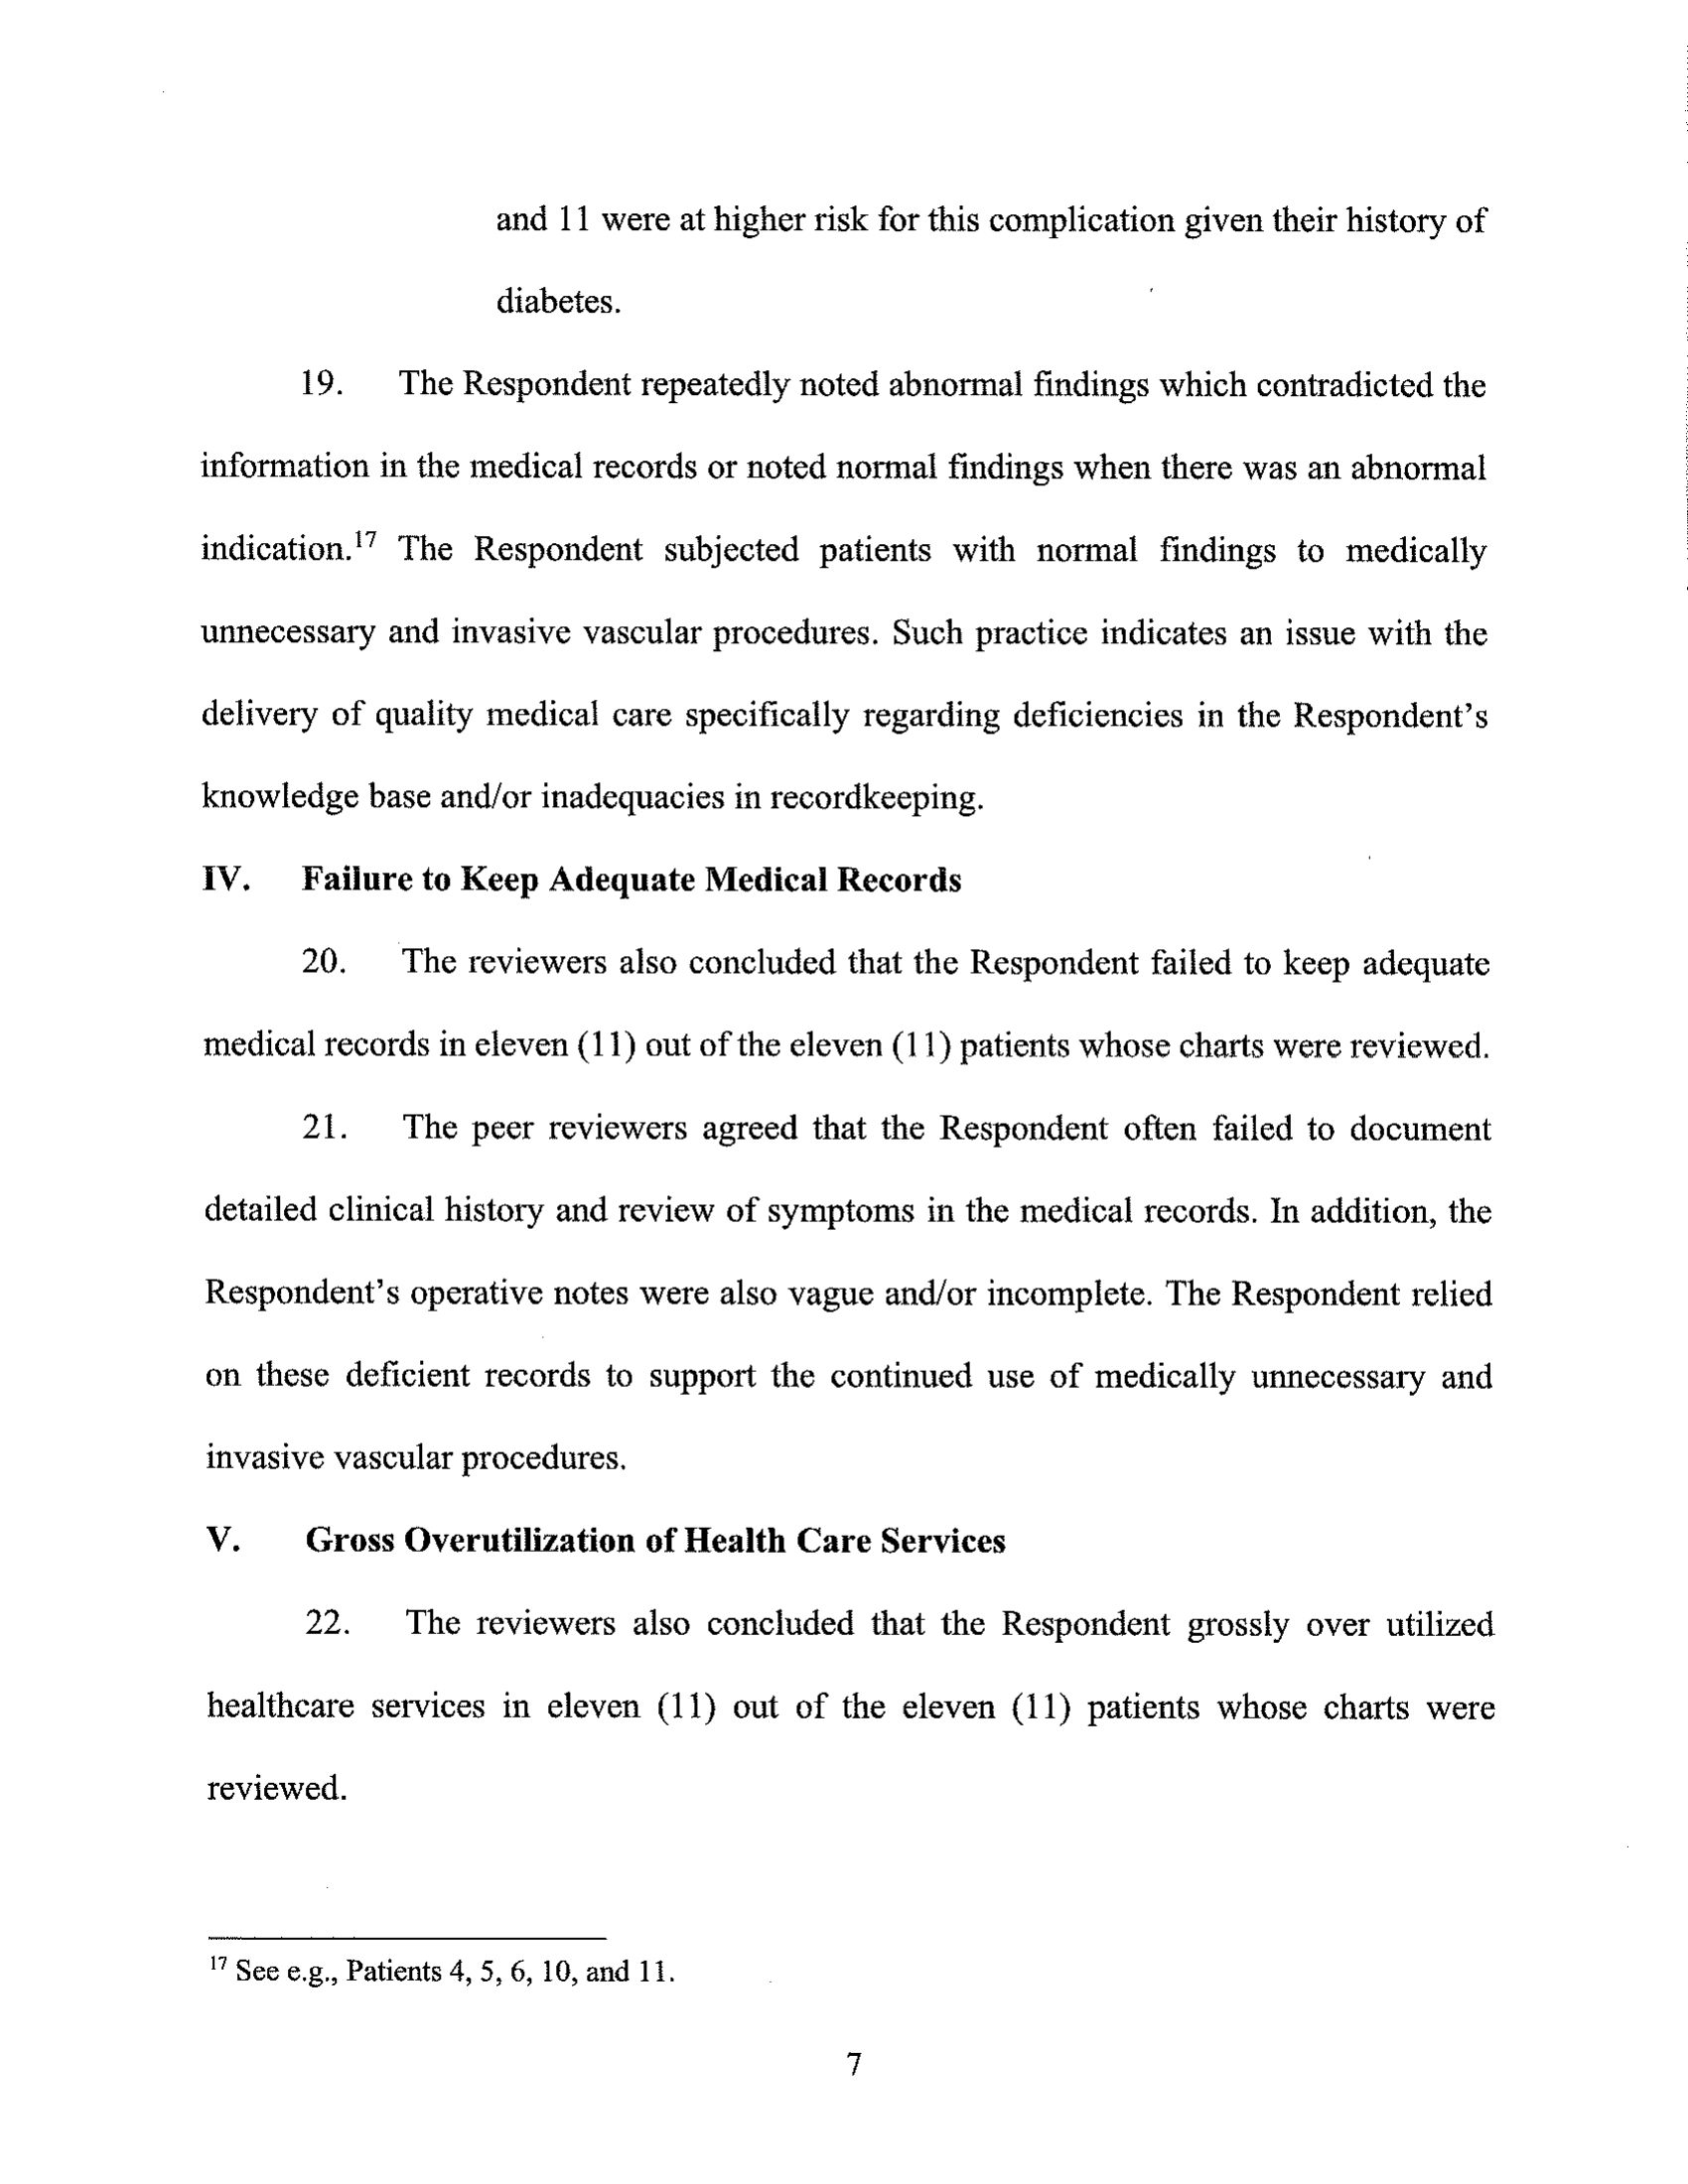 and 11 were at higher risk for this complication given their history of
diabetes.
19. The Respondent repeatedly noted abnormal findings which contradicted the
information in the medical records or noted normal findings when there was an abnormal
indication.17 The Respondent subjected patients with normal findings to medically
unnecessary and invasive vascular procedures. Such practice indicates an issue with the
delivery of quality medical care specifically regarding deficiencies in the Respondent's
knowledge base and/or inadequacies in recordkeeping.
IV. Failure to Keep Adequate Medical Records
20. The reviewers also concluded that the Respondent failed to keep adequate
medical records in eleven (11) out of the eleven (11) patients whose charts were reviewed.
21. The peer reviewers agreed that the Respondent often failed to document
detailed clinical history and review of symptoms in the medical records. In addition, the
Respondent's operative notes were also vague and/or incomplete. The Respondent relied
on these deficient records to support the continued use of medically unnecessary and
invasive vascular procedures.
V. Gross Overutilization of Health Care Services
22. The reviewers also concluded that the Respondent grossly over utilized
healthcare services in eleven (11) out of the eleven (11) patients whose charts were
reviewed.
17 See e.g., Patients 4, 5, 6, 10, and 11.
7